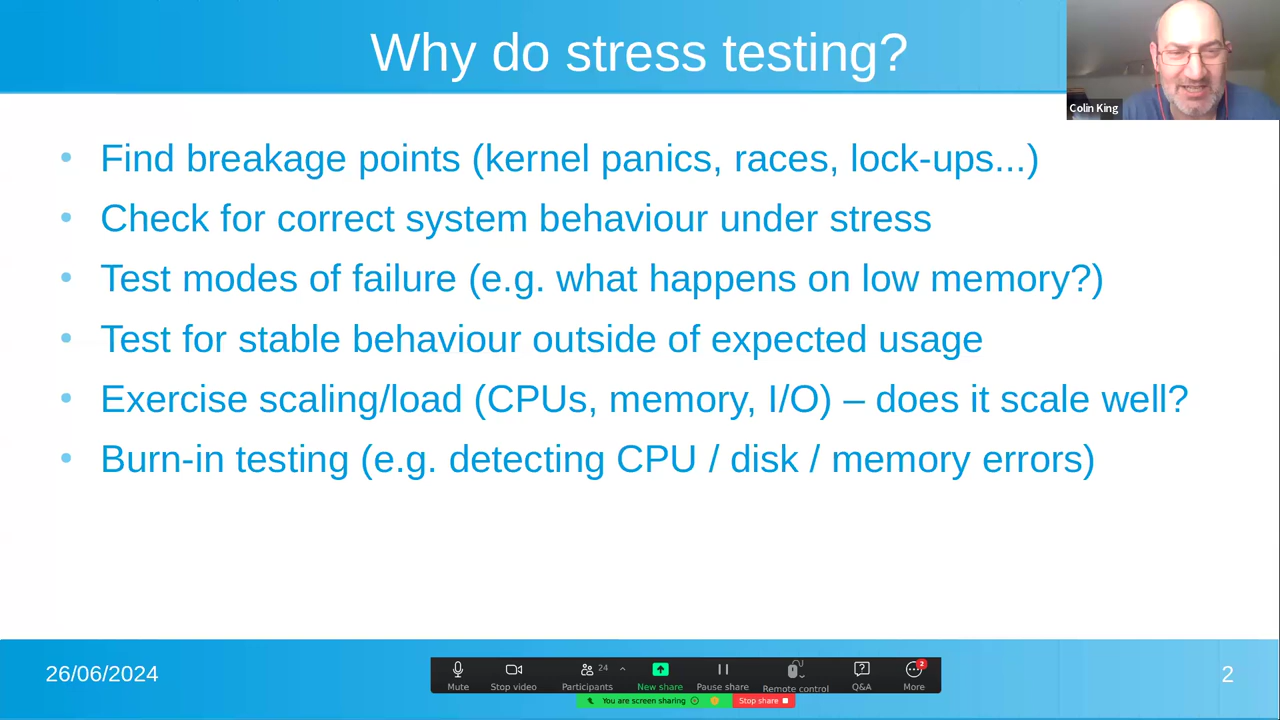 Why do stress testing?
Colin King
• Find breakage points (kernel panics, races, lock-ups...)
• Check for correct system behaviour under stress
• Test modes of failure (e.g. what happens on low memory?)
• Test for stable behaviour outside of expected usage
• Exercise scaling/load (CPUs, memory, I/O) – does it scale well?
• Burn-in testing (e.g. detecting CPU / disk / memory errors)
26/06/2024
24
2
Mute
Stop video
Participants
New share
Pause share
Remote control
Q&A
More
You are screen sharing
Stop share
2